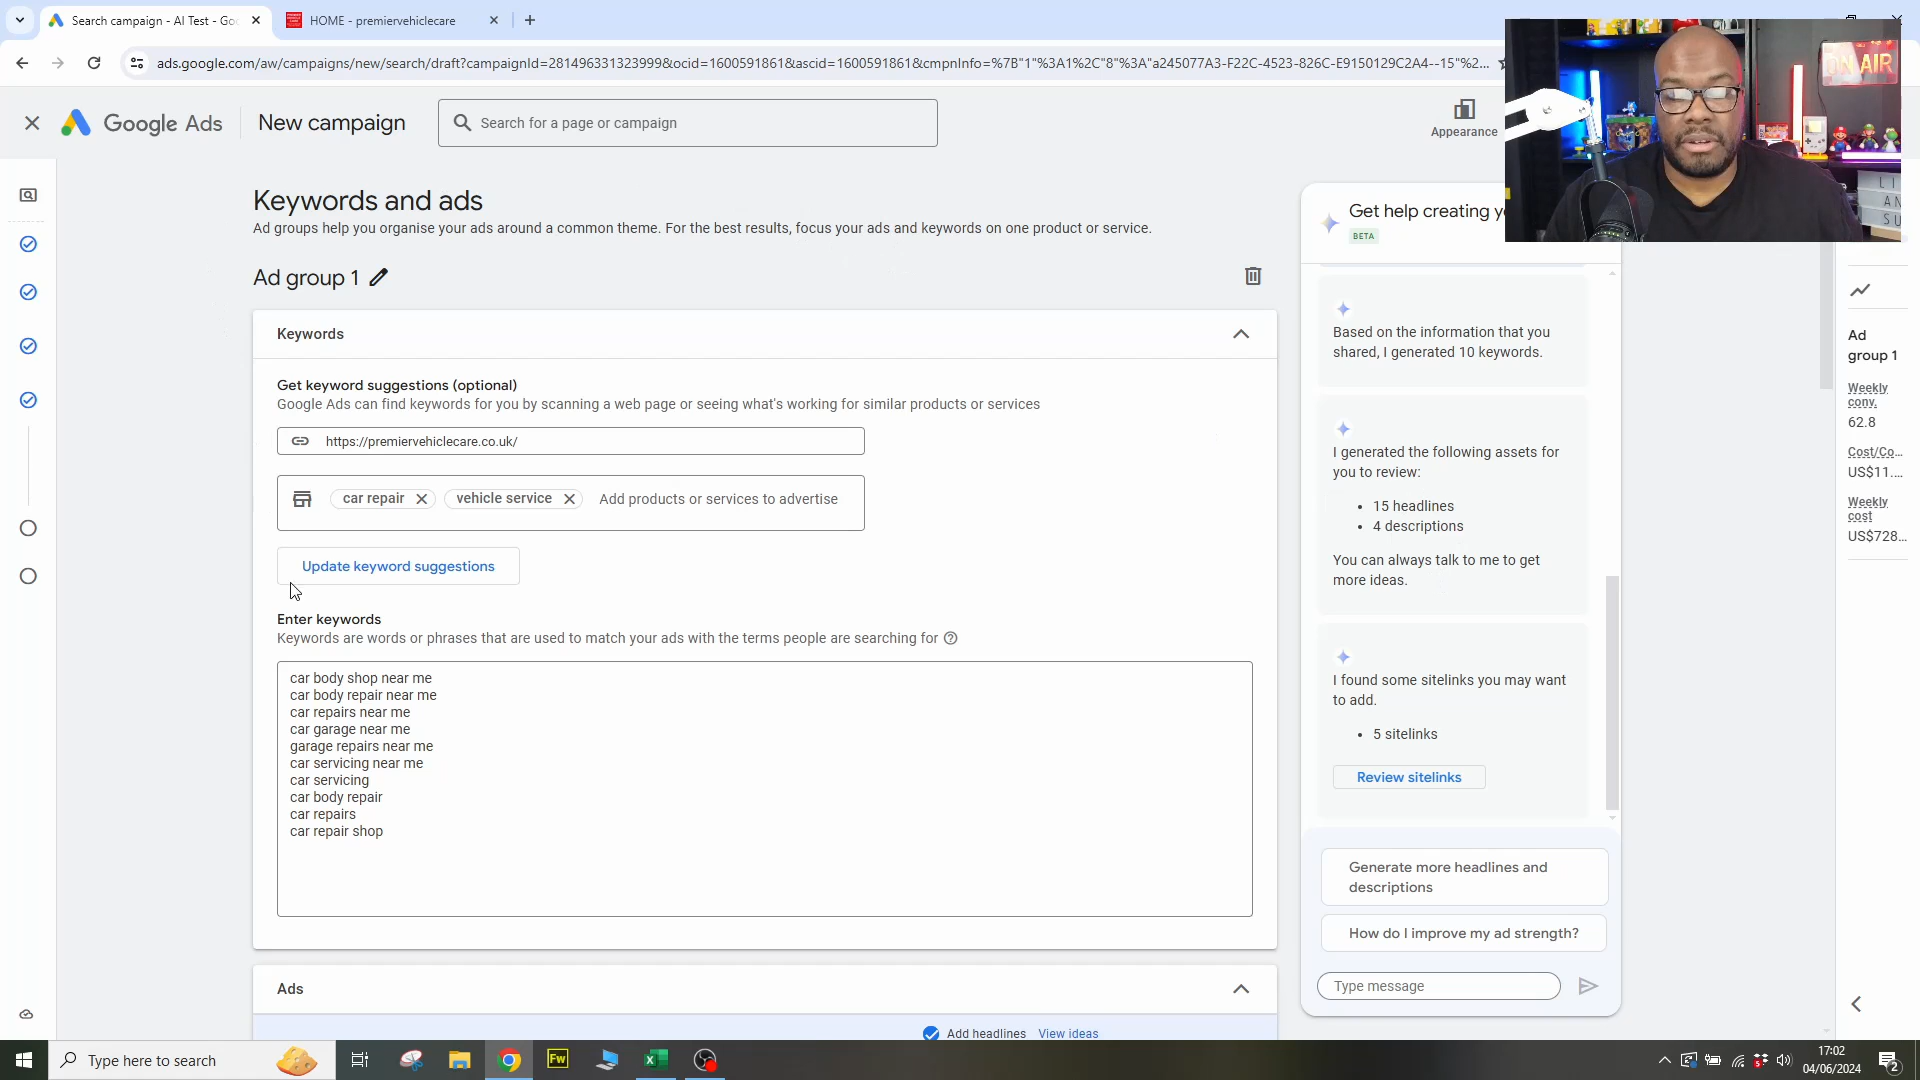 Search campaign - AI Test - Goo
HOME - premiervehiclecare
ads.google.com/aw/campaigns/new/search/draft?campaignId=281496331323999&ocid=1600591861&ascid=1600591861&cmpnInfo=%7B"1"%3A1%2C"8"%3A"a245077A3-F22C-4523-826C-E9150129C2A4--15"%2...
Google Ads
New campaign
Search for a page or campaign
Appearance
ON AIR
Keywords and ads
Ad groups help you organise your ads around a common theme. For the best results, focus your ads and keywords on one product or service.
Ad group 1
Keywords
Get keyword suggestions (optional)
Google Ads can find keywords for you by scanning a web page or seeing what's working for similar products or services
https://premiervehiclecare.co.uk/
car repair
vehicle service
Add products or services to advertise
Update keyword suggestions
Enter keywords
Keywords are words or phrases that are used to match your ads with the terms people are searching for
car body shop near me
car body repair near me
car repairs near me
car garage near me
garage repairs near me
car servicing near me
car servicing
car body repair
car repairs
car repair shop
Ads
Add headlines View ideas
Get help creating y
BETA
Based on the information that you
shared, I generated 10 keywords.
I generated the following assets for
you to review:
• 15 headlines
• 4 descriptions
You can always talk to me to get
more ideas.
I found some sitelinks you may want
to add.
• 5 sitelinks
Review sitelinks
Generate more headlines and
descriptions
How do I improve my ad strength?
Type message
Ad
group 1
Weekly
conv.
62.8
Cost/Co...
US$11....
Weekly
cost
US$728...
Type here to search
Fw
17:02
04/06/2024
2